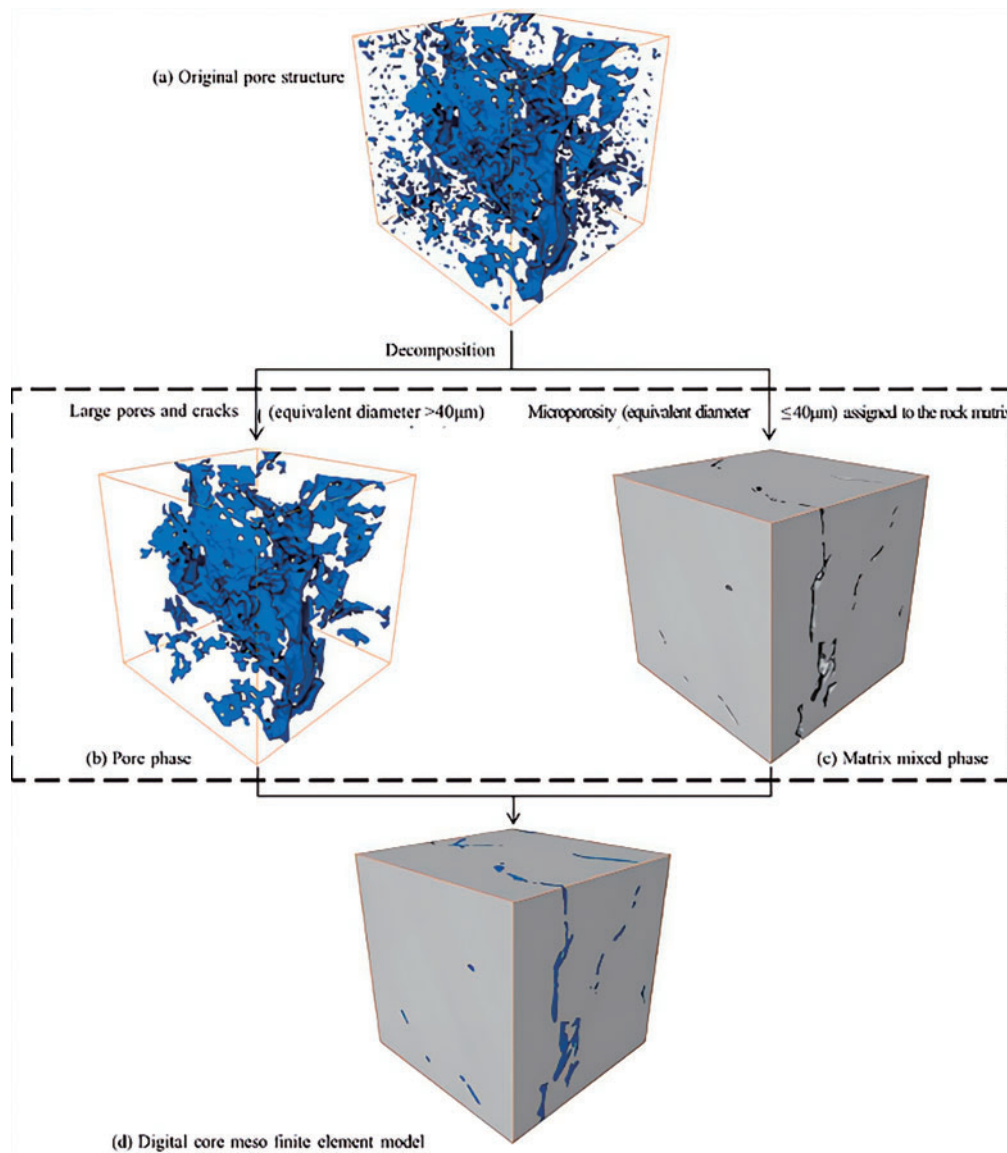 (a) Original pore structure
Decomposition
Large pores and cracks (equivalent diameter >40μm)
Microporosity (equivalent diameter ≤40μm) assigned to the rock matrix
(b) Pore phase
(c) Matrix mixed phase
(d) Digital core meso finite element model